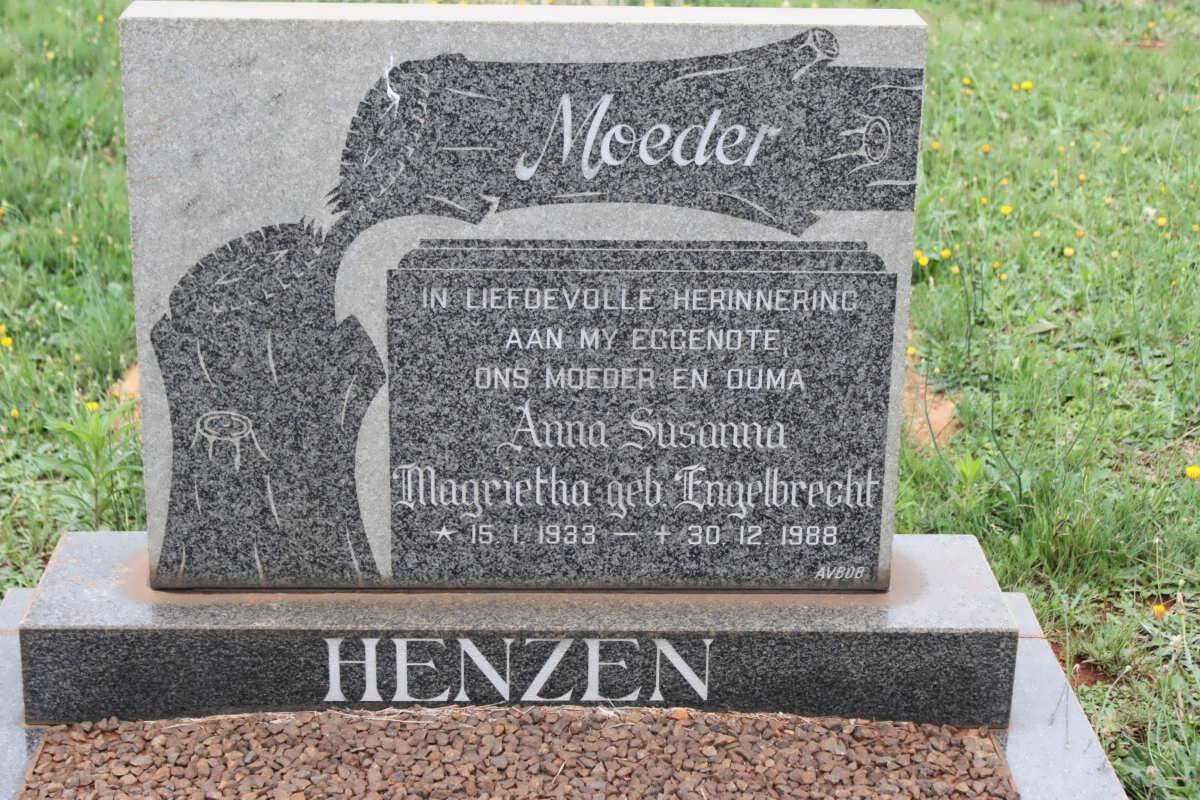 Moeder
IN LIEFDEVOLLE HERINNERING
AAN MY EGGENOTE,
ONS MOEDER EN OUMA
Anna Susanna
Magrietha geb. Engelbrecht
★ 15. 1. 1933 — + 30. 12. 1988
AVBOB
HENZEN